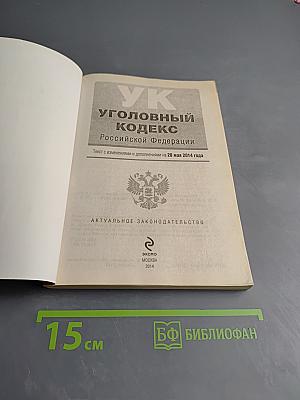 УК
УГОЛОВНЫЙ
КОДЕКС
Российской Федерации
Текст с изменениями и дополнениями на 20 мая 2014 года
АКТУАЛЬНОЕ ЗАКОНОДАТЕЛЬСТВО
ЭКСМО
МОСКВА
2014
15 см
БФ БИБЛИОФАН